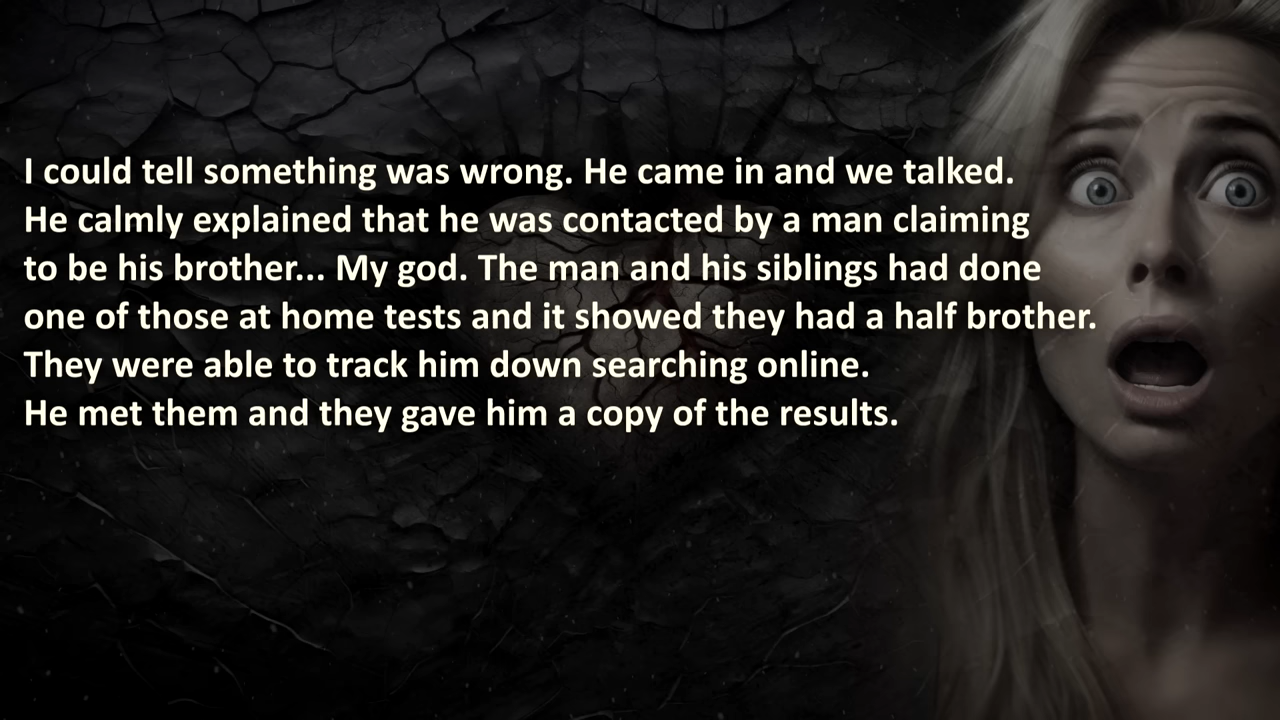 I could tell something was wrong. He came in and we talked.
He calmly explained that he was contacted by a man claiming
to be his brother... My god. The man and his siblings had done
one of those at home tests and it showed they had a half brother.
They were able to track him down searching online.
He met them and they gave him a copy of the results.